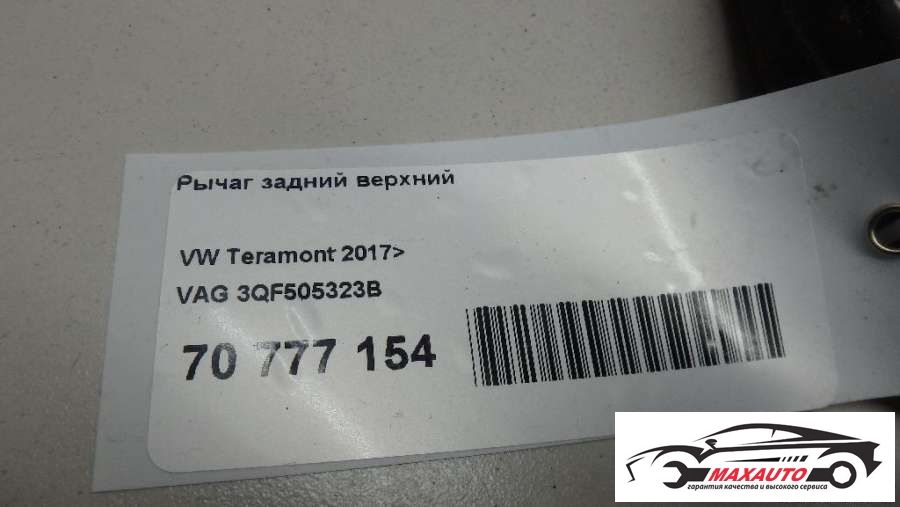 Рычаг задний верхний
VW Teramont 2017>
VAG 3QF505323B
70 777 154
MAXAUTO
гарантия качества и высокого сервиса